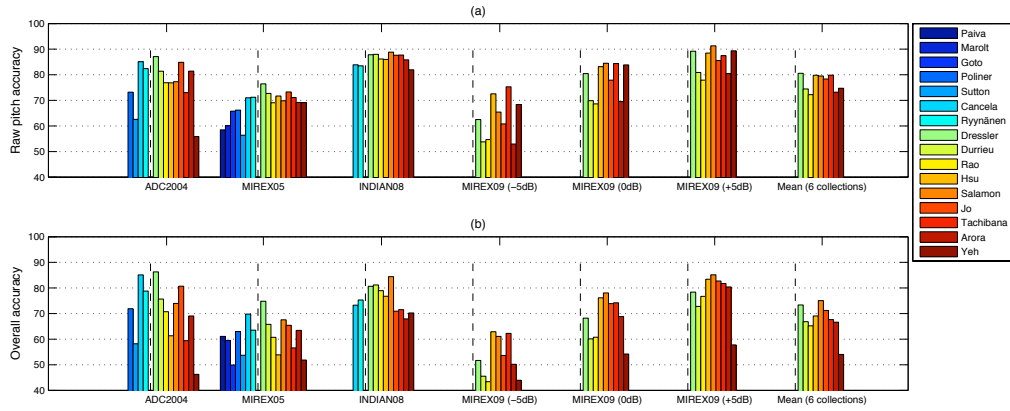 (a)
Raw pitch accuracy
100
90
80
70
60
50
40
ADC2004 MIREX05 INDIAN08 MIREX09 (−5dB) MIREX09 (0dB) MIREX09 (+5dB) Mean (6 collections)
Paiva
Marolt
Goto
Poliner
Sutton
Cancela
Ryynänen
Dressler
Durrieu
Rao
Hsu
Salamon
Jo
Tachibana
Arora
Yeh
(b)
Overall accuracy
100
90
80
70
60
50
40
ADC2004 MIREX05 INDIAN08 MIREX09 (−5dB) MIREX09 (0dB) MIREX09 (+5dB) Mean (6 collections)